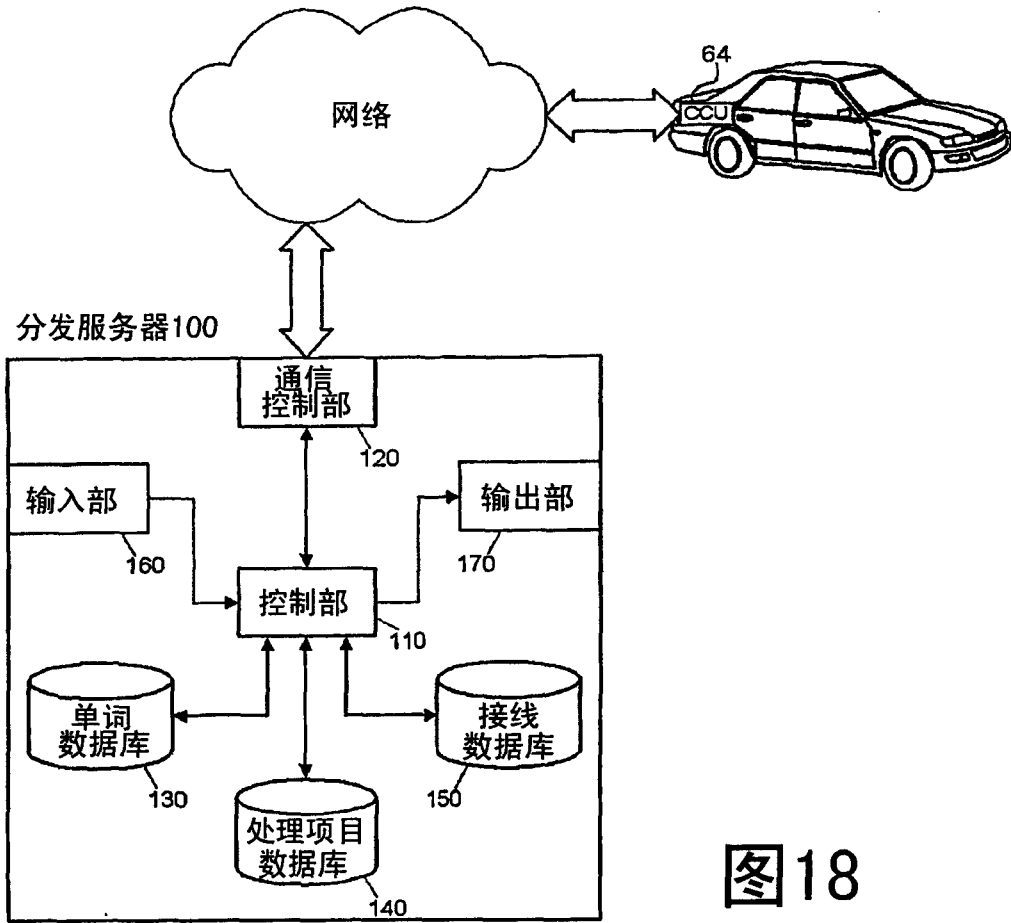 64
CCU
网络
分发服务器100
通信
控制部
120
输入部
160
输出部
170
控制部
110
单词
数据库
130
接线
数据库
150
处理项目
数据库
140
图18